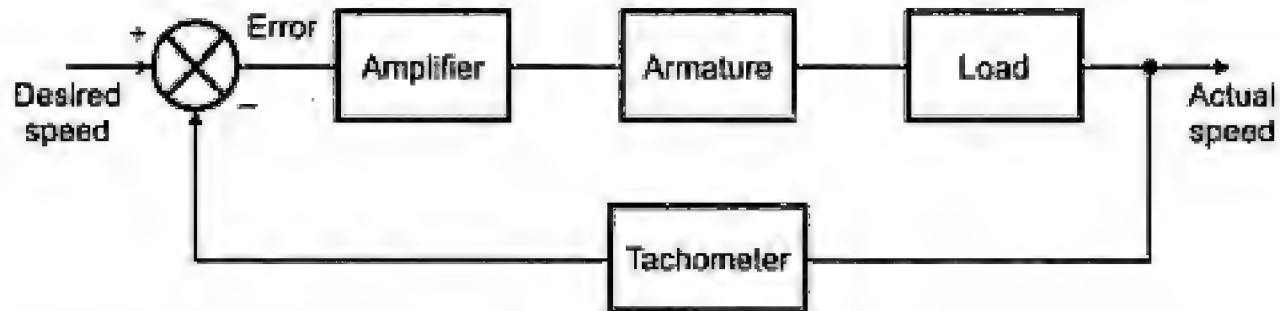 +
Error
Amplifier
Armature
Load
Desired
speed
−
Actual
speed
Tachometer